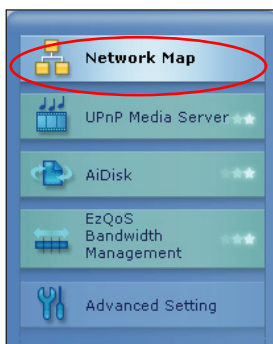 Network Map
UPnP Media Server
AiDisk
EzQoS
Bandwidth
Management
Advanced Setting